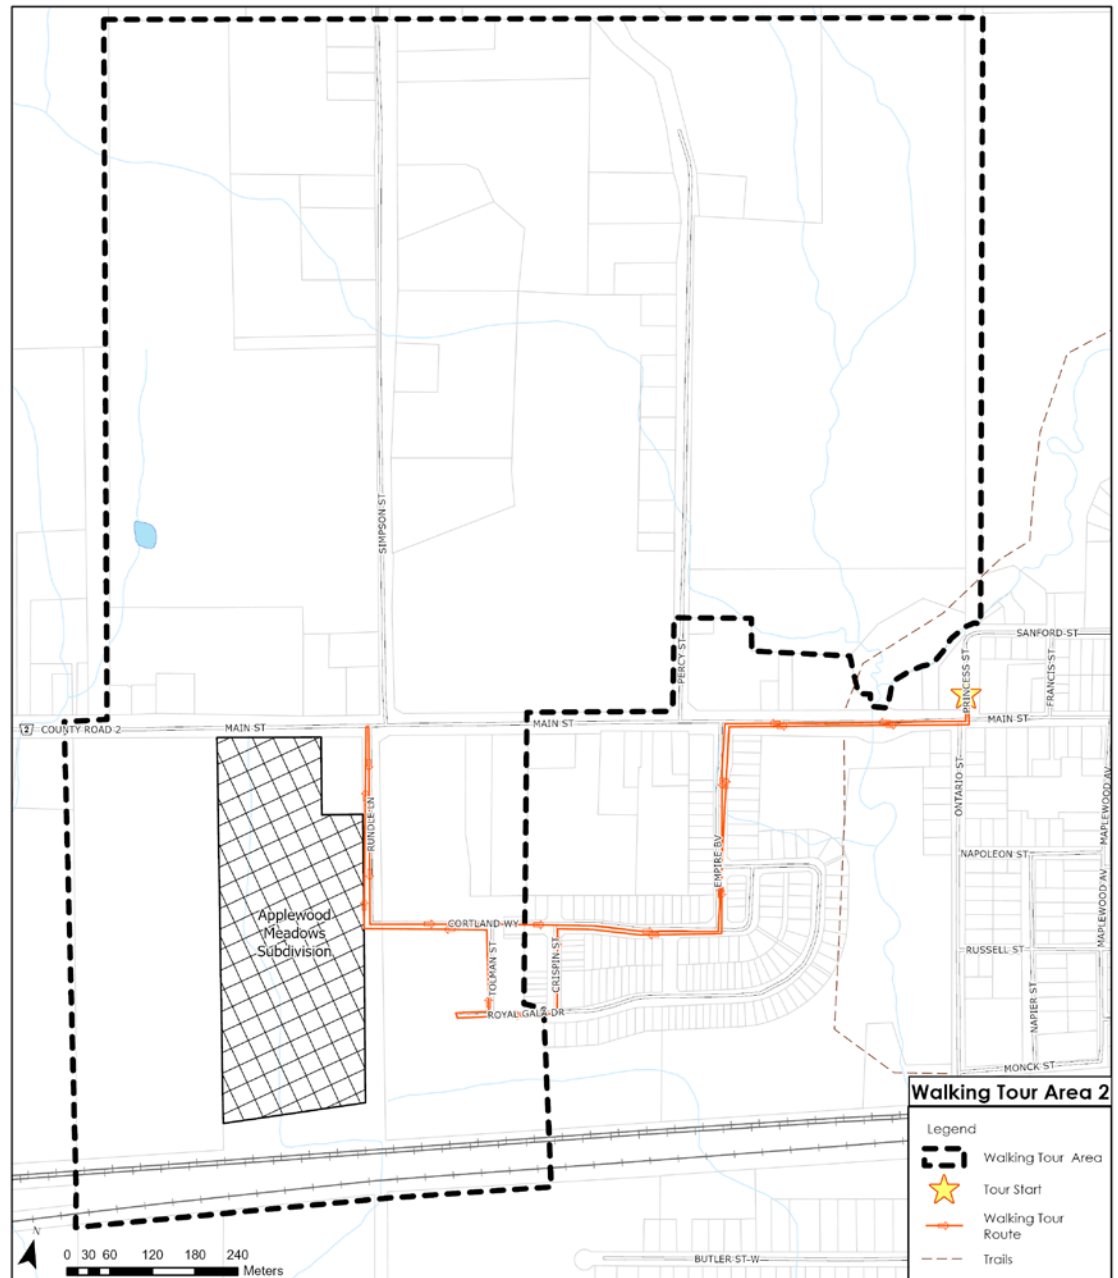 SIMPSON ST
PERCY ST
SANFORD ST
PRINCESS ST
FRANCIS ST
2
COUNTY ROAD 2
MAIN ST
MAIN ST
MAIN ST
ONTARIO ST
MAPLEWOOD AV
RUNDLE LN
EMPIRE BV
NAPOLEON ST
Applewood
Meadows
Subdivision
CORTLAND WY
TOLMAN ST
CRISPIN ST
RUSSELL ST
MAPLEWOOD AV
NAPIER ST
ROYAL GALA DR
MONCK ST
Walking Tour Area 2
Legend
Walking Tour Area
Tour Start
Walking Tour
Route
Trails
BUTLER ST W
N
0 30 60 120 180 240
Meters